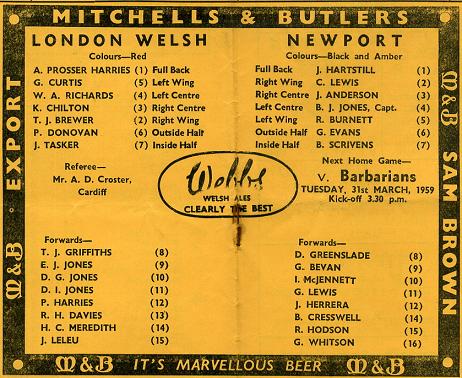 MITCHELLS & BUTLERS
LONDON WELSH
Colours—Red
A. PROSSER HARRIES (1) Full Back
G. CURTIS (5) Left Wing
W. A. RICHARDS (4) Left Centre
K. CHILTON (3) Right Centre
T. J. BREWER (2) Right Wing
P. DONOVAN (6) Outside Half
J. TASKER (7) Inside Half
Referee—
Mr. A. D. Croster,
Cardiff
NEWPORT
Colours—Black and Amber
Full Back J. HARTSTILL (1)
Right Wing C. LEWIS (2)
Right Centre J. ANDERSON (3)
Left Centre B. J. JONES, Capt. (4)
Left Wing R. BURNETT (5)
Outside Half G. EVANS (6)
Inside Half B. SCRIVENS (7)
Next Home Game—
v. Barbarians
TUESDAY, 31st MARCH, 1959
Kick-off 3.30 p.m.
Webbs
WELSH ALES
CLEARLY THE BEST
Forwards—
T. J. GRIFFITHS (8)
E. J. JONES (9)
D. G. JONES (10)
D. I. JONES (11)
P. HARRIES (12)
R. H. DAVIES (13)
H. C. MEREDITH (14)
J. LELEU (15)
Forwards—
D. GREENSLADE (8)
G. BEVAN (9)
I. McJENNETT (10)
G. LEWIS (11)
J. HERRERA (12)
B. CRESSWELL (14)
R. HODSON (15)
G. WHITSON (16)
M&B • EXPORT
M&B SAM BROWN
M&B IT'S MARVELLOUS BEER M&B